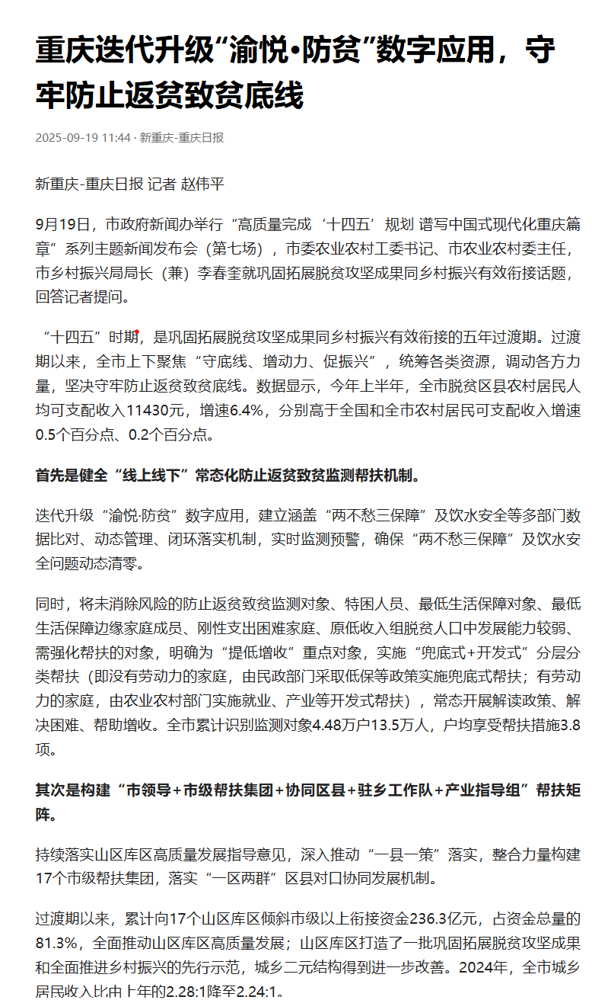 重庆迭代升级“渝悦•防贫”数字应用，守
牢防止返贫致贫底线
2025-09-19 11:44 · 新重庆-重庆日报
新重庆-重庆日报 记者 赵伟平
9月19日，市政府新闻办举行“高质量完成‘十四五’规划 谱写中国式现代化重庆篇
章”系列主题新闻发布会（第七场），市委农业农村工委书记、市农业农村委主任，
市乡村振兴局局长（兼）李春奎就巩固拓展脱贫攻坚成果同乡村振兴有效衔接话题，
回答记者提问。
“十四五”时期，是巩固拓展脱贫攻坚成果同乡村振兴有效衔接的五年过渡期。过渡
期以来，全市上下聚焦“守底线、增动力、促振兴”，统筹各类资源，调动各方力
量，坚决守牢防止返贫致贫底线。数据显示，今年上半年，全市脱贫区县农村居民人
均可支配收入11430元，增速6.4%，分别高于全国和全市农村居民可支配收入增速
0.5个百分点、0.2个百分点。
首先是健全“线上线下”常态化防止返贫致贫监测帮扶机制。
迭代升级“渝悦·防贫”数字应用，建立涵盖“两不愁三保障”及饮水安全等多部门数
据比对、动态管理、闭环落实机制，实时监测预警，确保“两不愁三保障”及饮水安
全问题动态清零。
同时，将未消除风险的防止返贫致贫监测对象、特困人员、最低生活保障对象、最低
生活保障边缘家庭成员、刚性支出困难家庭、原低收入组脱贫人口中发展能力较弱、
需强化帮扶的对象，明确为“提低增收”重点对象，实施“兜底式+开发式”分层分
类帮扶（即没有劳动力的家庭，由民政部门采取低保等政策实施兜底式帮扶；有劳动
力的家庭，由农业农村部门实施就业、产业等开发式帮扶），常态开展解读政策、解
决困难、帮助增收。全市累计识别监测对象4.48万户13.5万人，户均享受帮扶措施3.8
项。
其次是构建“市领导+市级帮扶集团+协同区县+驻乡工作队+产业指导组”帮扶矩
阵。
持续落实山区库区高质量发展指导意见，深入推动“一县一策”落实，整合力量构建
17个市级帮扶集团，落实“一区两群”区县对口协同发展机制。
过渡期以来，累计向17个山区库区倾斜市级以上衔接资金236.3亿元，占资金总量的
81.3%，全面推动山区库区高质量发展；山区库区打造了一批巩固拓展脱贫攻坚成果
和全面推进乡村振兴的先行示范，城乡二元结构得到进一步改善。2024年，全市城乡
居民收入比由上年的2.28:1降至2.24:1。